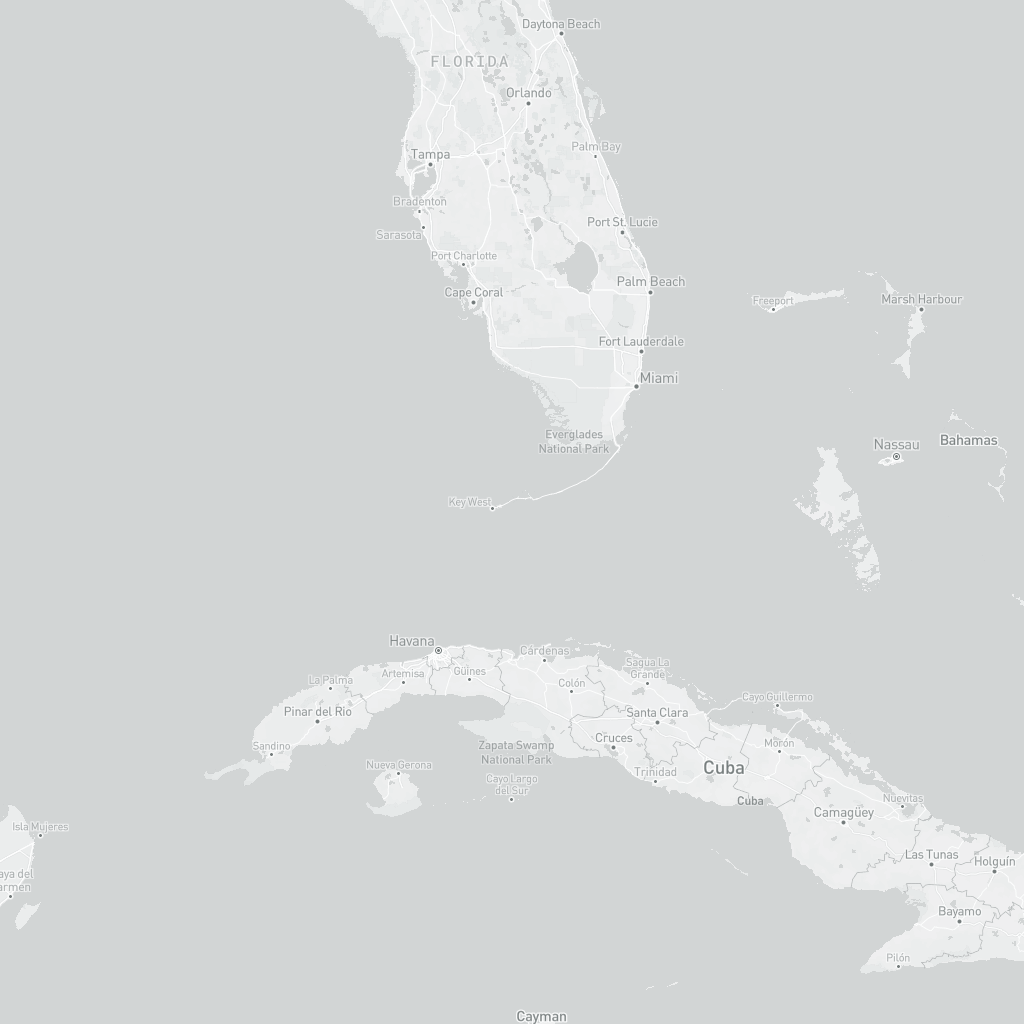 Daytona Beach
FLORIDA
Orlando
Palm Bay
Tampa
Bradenton
Sarasota
Port St. Lucie
Port Charlotte
Palm Beach
Cape Coral
Freeport
Marsh Harbour
Fort Lauderdale
Miami
Everglades
National Park
Nassau
Bahamas
Key West
Havana
Cárdenas
La Palma
Artemisa
Güines
Colón
Sagua La
Grande
Cayo Guillermo
Pinar del Río
Santa Clara
Sandino
Zapata Swamp
National Park
Cruces
Morón
Nueva Gerona
Cayo Largo
del Sur
Trinidad
Cuba
Cuba
Nuevitas
Camagüey
Isla Mujeres
Las Tunas
Holguín
aya del
armen
Bayamo
Pilón
Cayman